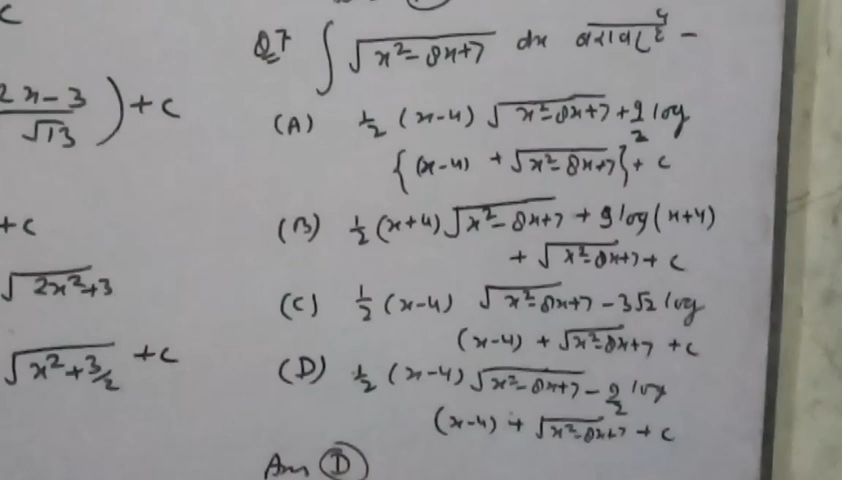 C
Q7 ∫ √(x²-8x+7) dx बराबर है -
2x-3/√13) + c
(A) 1/2 (x-4) √(x²-8x+7) + 9/2 log
{(x-4) + √(x²-8x+7)} + c
+c
(B) 1/2 (x+4) √(x²-8x+7) + 9 log (x+4)
+ √(x²-8x+7) + c
√(2x²+3)
(C) 1/2 (x-4) √(x²-8x+7) - 3√2 log
(x-4) + √(x²-8x+7) + c
√(x²+3/2) + c
(D) 1/2 (x-4) √(x²-8x+7) - 9/2 log
(x-4) + √(x²-8x+7) + c
Ans (D)